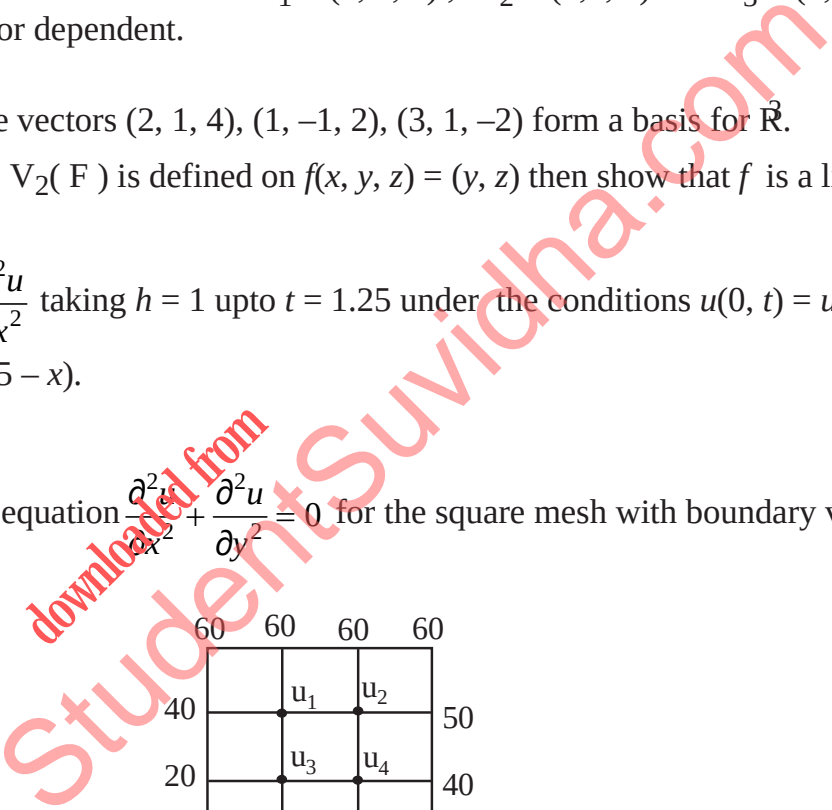 or dependent.
e vectors (2, 1, 4), (1, –1, 2), (3, 1, –2) form a basis for R³.
V₂( F ) is defined on f(x, y, z) = (y, z) then show that f is a li
²u / x² taking h = 1 upto t = 1.25 under the conditions u(0, t) = u
5 – x).
equation ∂²u/∂x² + ∂²u/∂y² = 0 for the square mesh with boundary v
60 60 60 60
u₁ u₂
40 50
u₃ u₄
20 40
downloaded from
StudentSuvidha.com